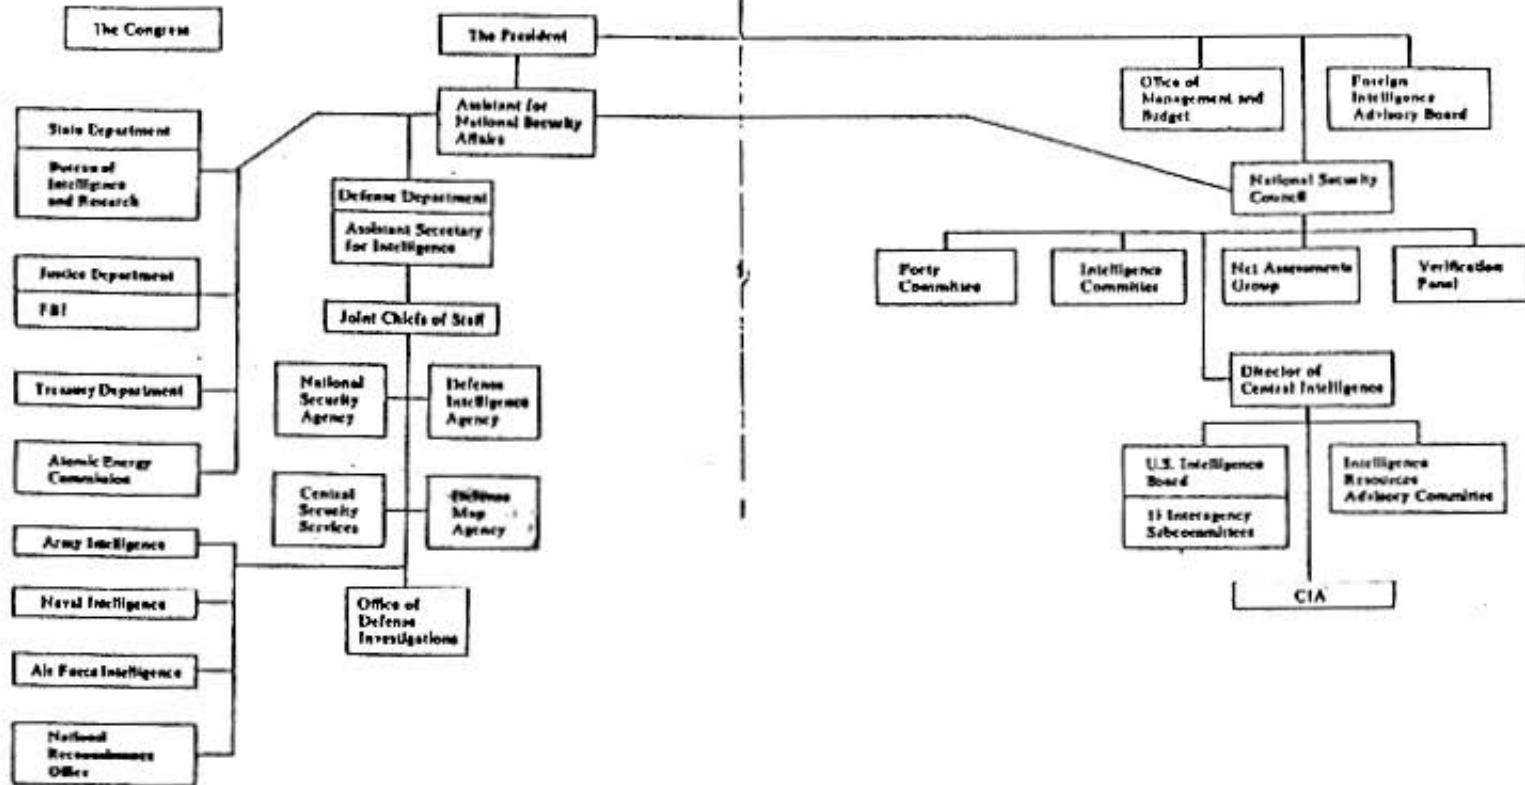 The Congress
The President
Assistant for
National Security
Affairs
Office of
Management and
Budget
Foreign
Intelligence
Advisory Board
State Department
Bureau of
Intelligence
and Research
Defense Department
Assistant Secretary
for Intelligence
National Security
Council
Justice Department
FBI
Forty
Committee
Intelligence
Committee
Net Assessments
Group
Verification
Panel
Joint Chiefs of Staff
Treasury Department
National
Security
Agency
Defense
Intelligence
Agency
Director of
Central Intelligence
Atomic Energy
Commission
Central
Security
Services
Defense
Map
Agency
U.S. Intelligence
Board
Interagency
Subcommittees
Intelligence
Resources
Advisory Committee
Army Intelligence
Naval Intelligence
Office of
Defense
Investigations
CIA
Air Force Intelligence
National
Reconnaissance
Office